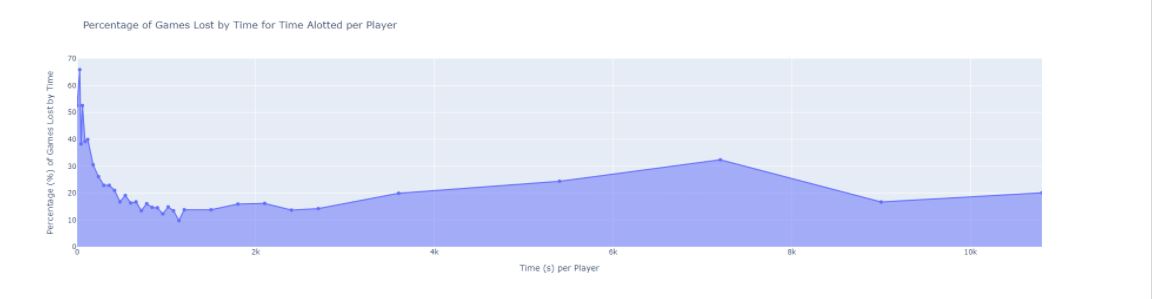 Percentage of Games Lost by Time for Time Alotted per Player
Percentage (%) of Games Lost by Time
70
60
50
40
30
20
10
0
0
2k
4k
6k
8k
10k
Time (s) per Player